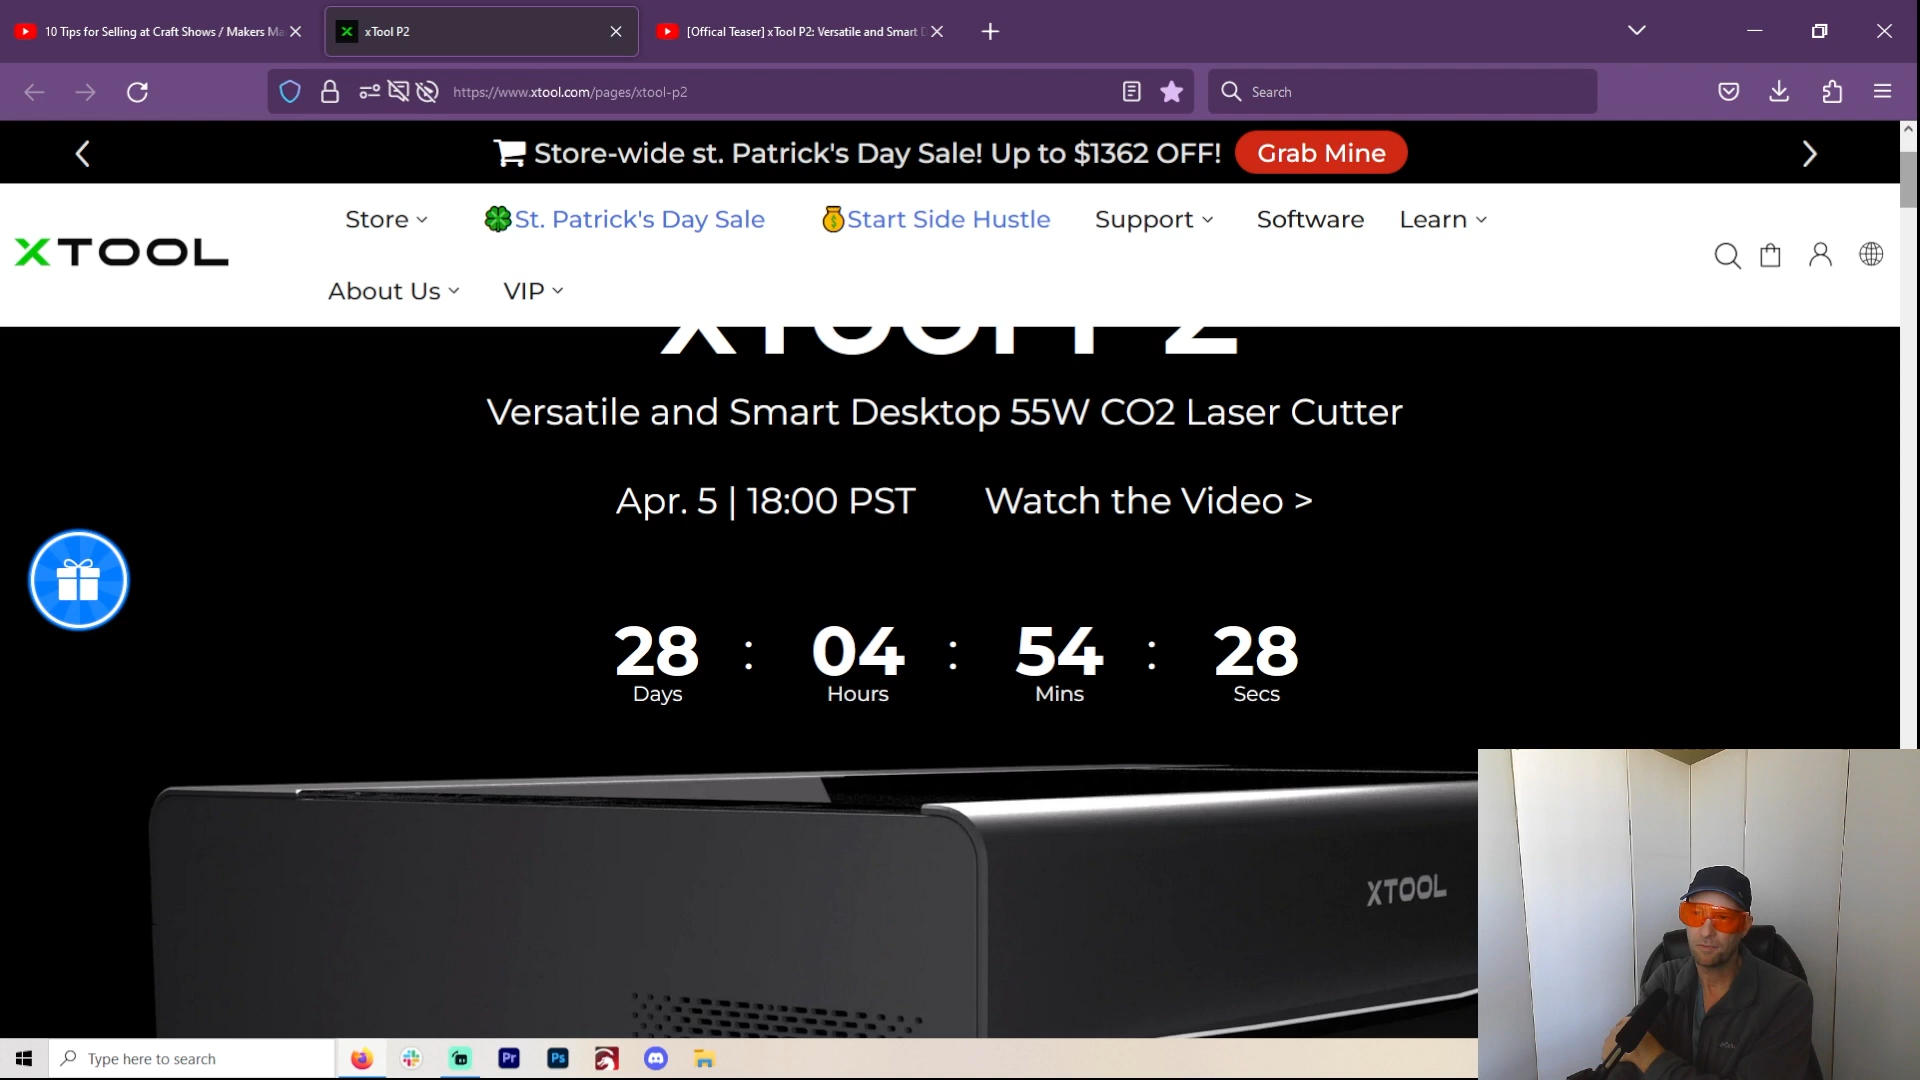 10 Tips for Selling at Craft Shows / Makers Ma
xTool P2
[Offical Teaser] xTool P2: Versatile and Smart D
https://www.xtool.com/pages/xtool-p2
Search
Store-wide st. Patrick's Day Sale! Up to $1362 OFF! Grab Mine
XTOOL
Store
St. Patrick's Day Sale
Start Side Hustle
Support
Software
Learn
About Us
VIP
xTool P2
Versatile and Smart Desktop 55W CO2 Laser Cutter
Apr. 5 | 18:00 PST
Watch the Video >
28 : 04 : 54 : 28
Days Hours Mins Secs
XTOOL
Type here to search
Pr
Ps